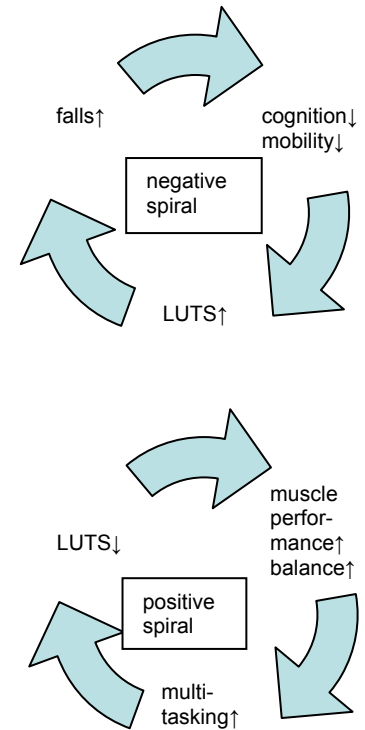 falls↑
cognition↓
mobility↓
negative
spiral
LUTS↑
muscle
perfor-
mance↑
balance↑
LUTS↓
positive
spiral
multi-
tasking↑